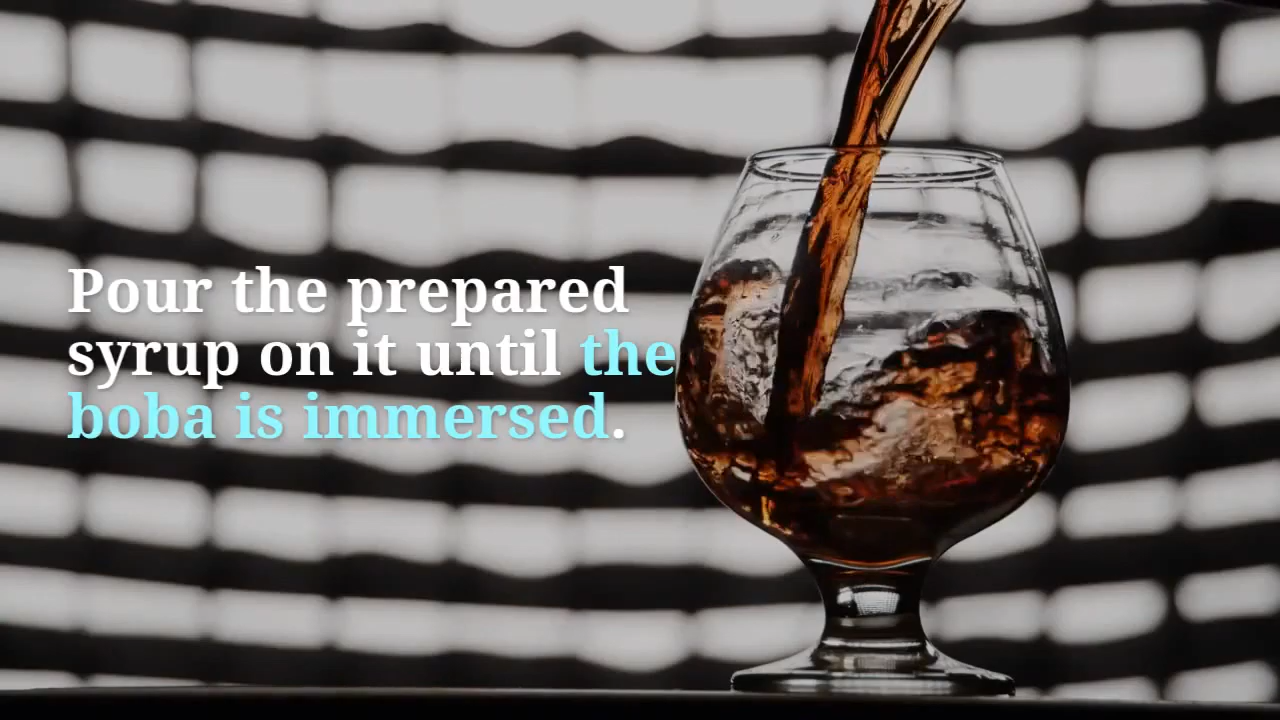 Pour the prepared
syrup on it until the
boba is immersed.